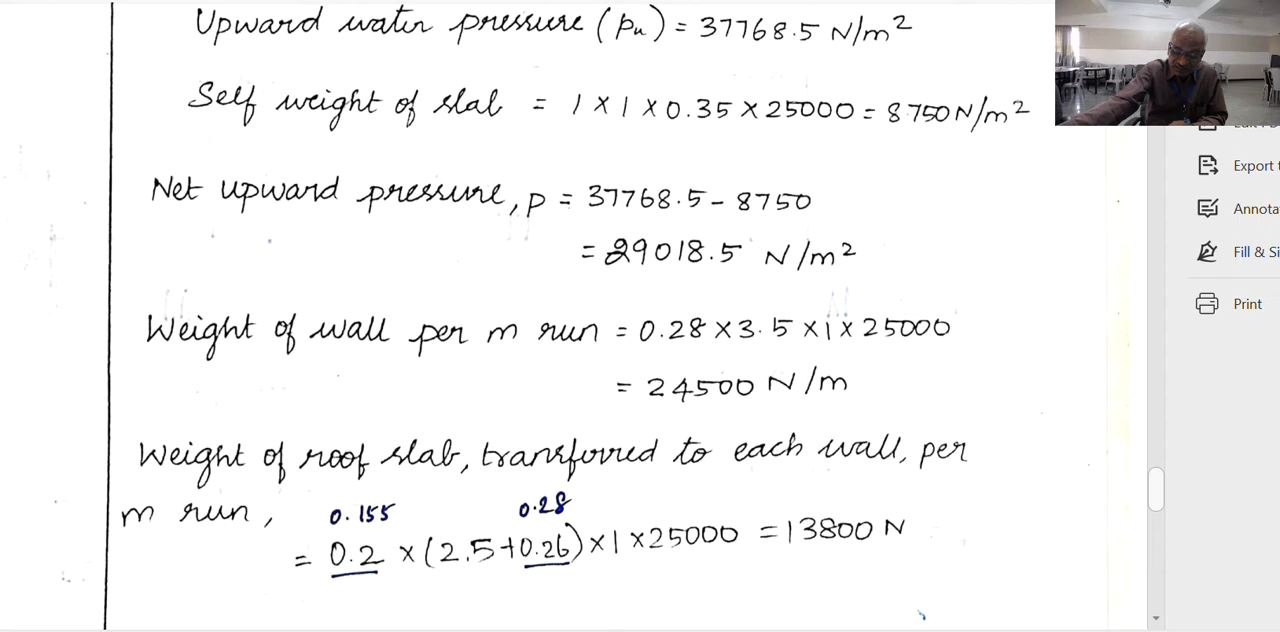 Upward water pressure (pu) = 37768.5 N/m²
Self weight of slab = 1 × 1 × 0.35 × 25000 = 8750 N/m²
Net upward pressure, p = 37768.5 - 8750
= 29018.5 N/m²
Weight of wall per m run = 0.28 × 3.5 × 1 × 25000
= 24500 N/m
Weight of roof slab, transferred to each wall, per
m run,
0.155 0.28
= 0.2 × (2.5+0.26) × 1 × 25000 = 13800 N
Export
Annota
Fill & Si
Print